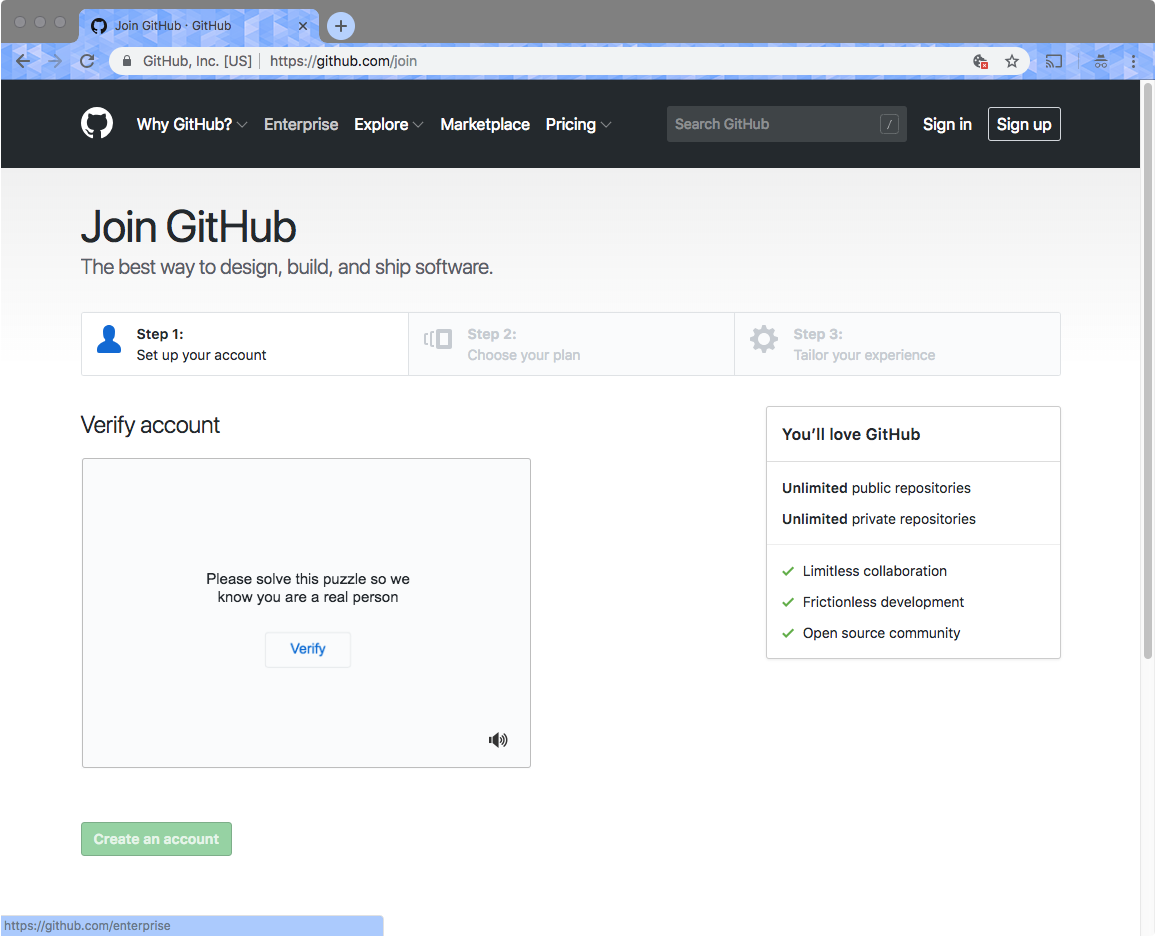 Join GitHub · GitHub
GitHub, Inc. [US] https://github.com/join
Why GitHub? Enterprise Explore Marketplace Pricing Search GitHub / Sign in Sign up
Join GitHub
The best way to design, build, and ship software.
Step 1:
Set up your account
Step 2:
Choose your plan
Step 3:
Tailor your experience
Verify account
Please solve this puzzle so we
know you are a real person
Verify
Create an account
You’ll love GitHub
Unlimited public repositories
Unlimited private repositories
Limitless collaboration
Frictionless development
Open source community
https://github.com/enterprise